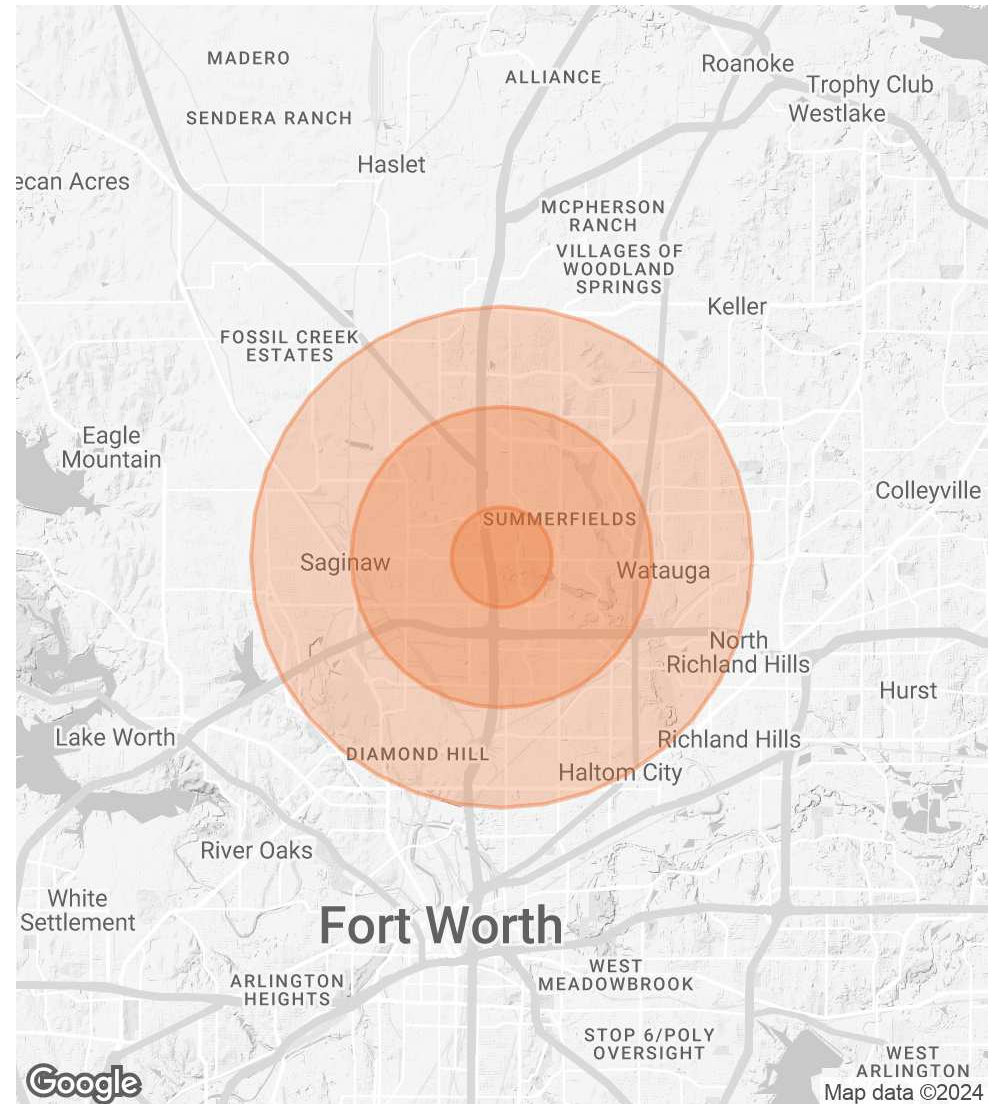 MADERO
Roanoke
ALLIANCE
Trophy Club
Westlake
SENDERA RANCH
Haslet
ecan Acres
MCPHERSON
RANCH
VILLAGES OF
WOODLAND
SPRINGS
Keller
FOSSIL CREEK
ESTATES
Eagle
Mountain
Colleyville
SUMMERFIELDS
Saginaw
Watauga
North
Richland Hills
Hurst
Lake Worth
Richland Hills
DIAMOND HILL
Haltom City
River Oaks
White
Settlement
Fort Worth
WEST
MEADOWBROOK
ARLINGTON
HEIGHTS
STOP 6/POLY
OVERSIGHT
WEST
ARLINGTON
Google
Map data ©2024